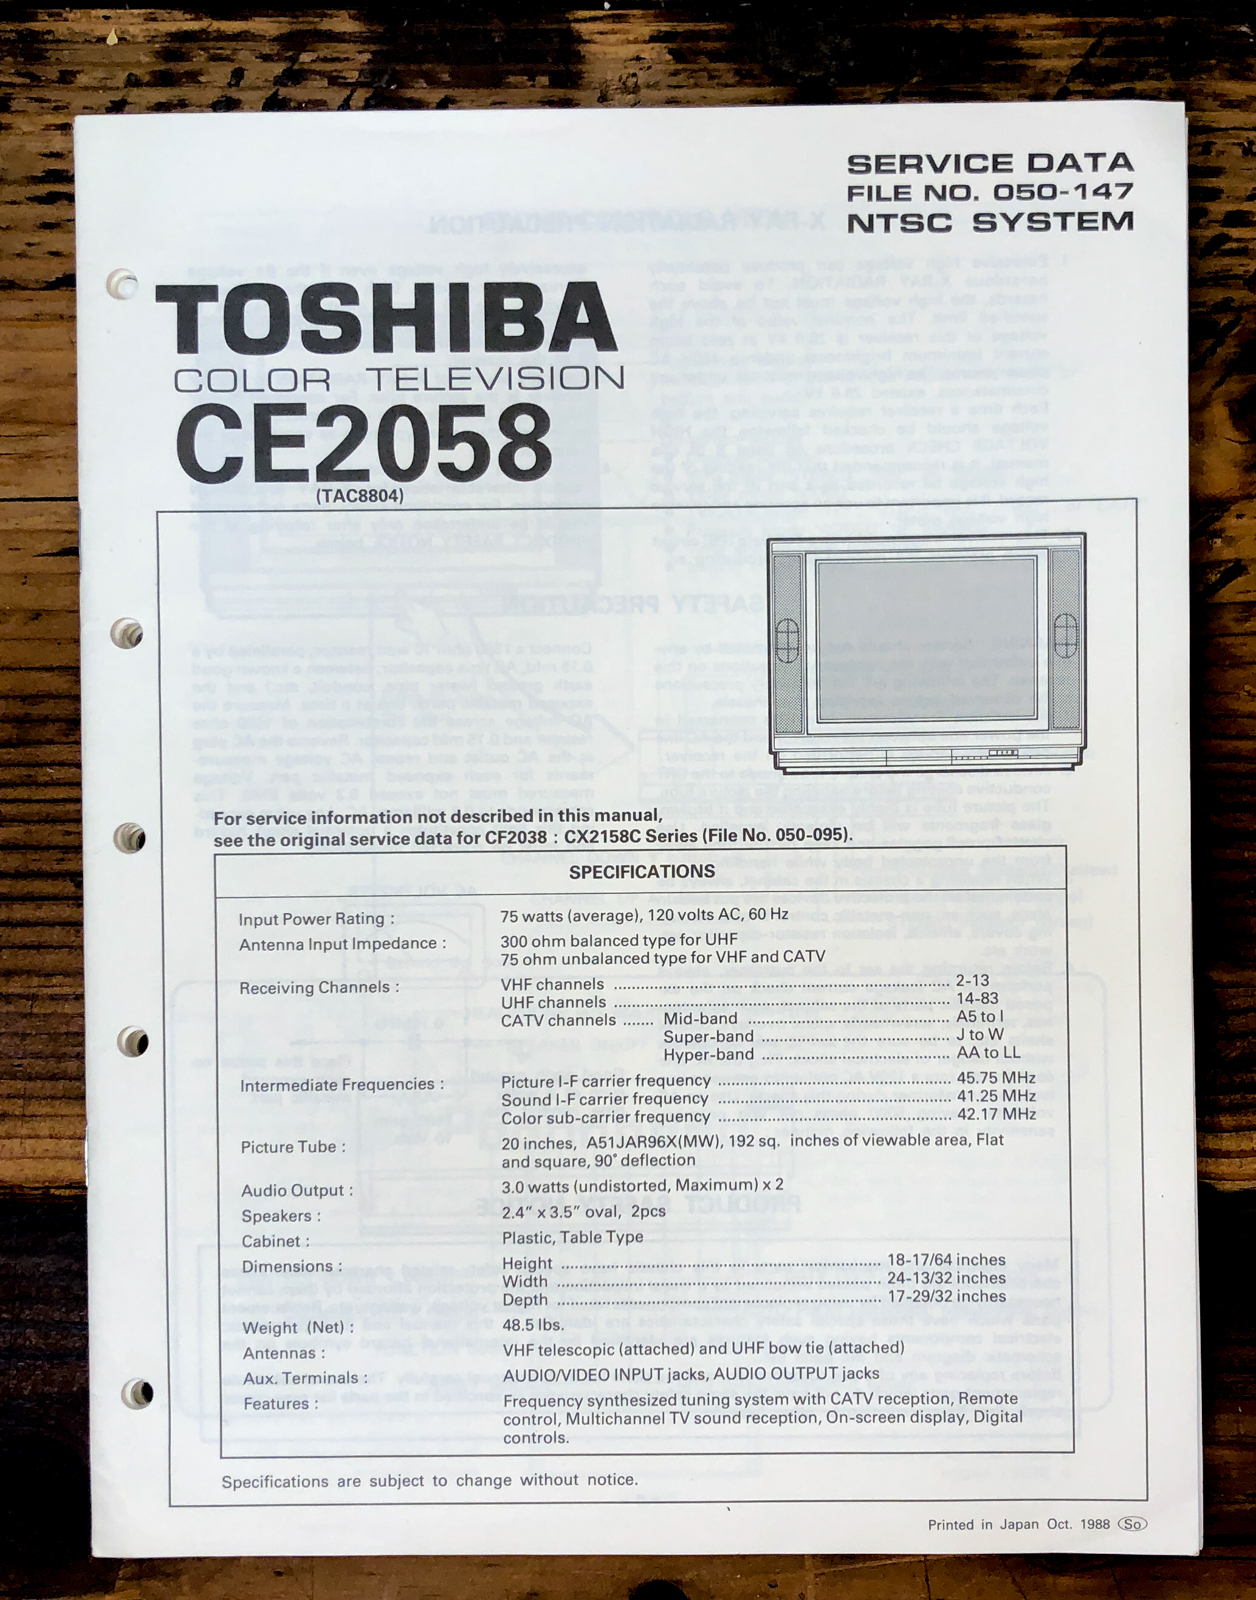 SERVICE DATA
FILE NO. 050-147
NTSC SYSTEM
TOSHIBA
COLOR TELEVISION
CE2058
(TAC8804)
For service information not described in this manual,
see the original service data for CF2038 : CX2158C Series (File No. 050-095).
SPECIFICATIONS
Input Power Rating : 75 watts (average), 120 volts AC, 60 Hz
Antenna Input Impedance : 300 ohm balanced type for UHF
75 ohm unbalanced type for VHF and CATV
Receiving Channels : VHF channels ........ 2-13
UHF channels ........ 14-83
CATV channels ....... Mid-band ........ A5 to I
Super-band ........ J to W
Hyper-band ........ AA to LL
Intermediate Frequencies : Picture I-F carrier frequency ........ 45.75 MHz
Sound I-F carrier frequency ........ 41.25 MHz
Color sub-carrier frequency ........ 42.17 MHz
Picture Tube : 20 inches, A51JAR96X(MW), 192 sq. inches of viewable area, Flat
and square, 90° deflection
Audio Output : 3.0 watts (undistorted, Maximum) x 2
Speakers : 2.4" x 3.5" oval, 2pcs
Cabinet : Plastic, Table Type
Dimensions : Height ........ 18-17/64 inches
Width ........ 24-13/32 inches
Depth ........ 17-29/32 inches
Weight (Net) : 48.5 lbs.
Antennas : VHF telescopic (attached) and UHF bow tie (attached)
Aux. Terminals : AUDIO/VIDEO INPUT jacks, AUDIO OUTPUT jacks
Features : Frequency synthesized tuning system with CATV reception, Remote
control, Multichannel TV sound reception, On-screen display, Digital
controls.
Specifications are subject to change without notice.
Printed in Japan Oct. 1988 So